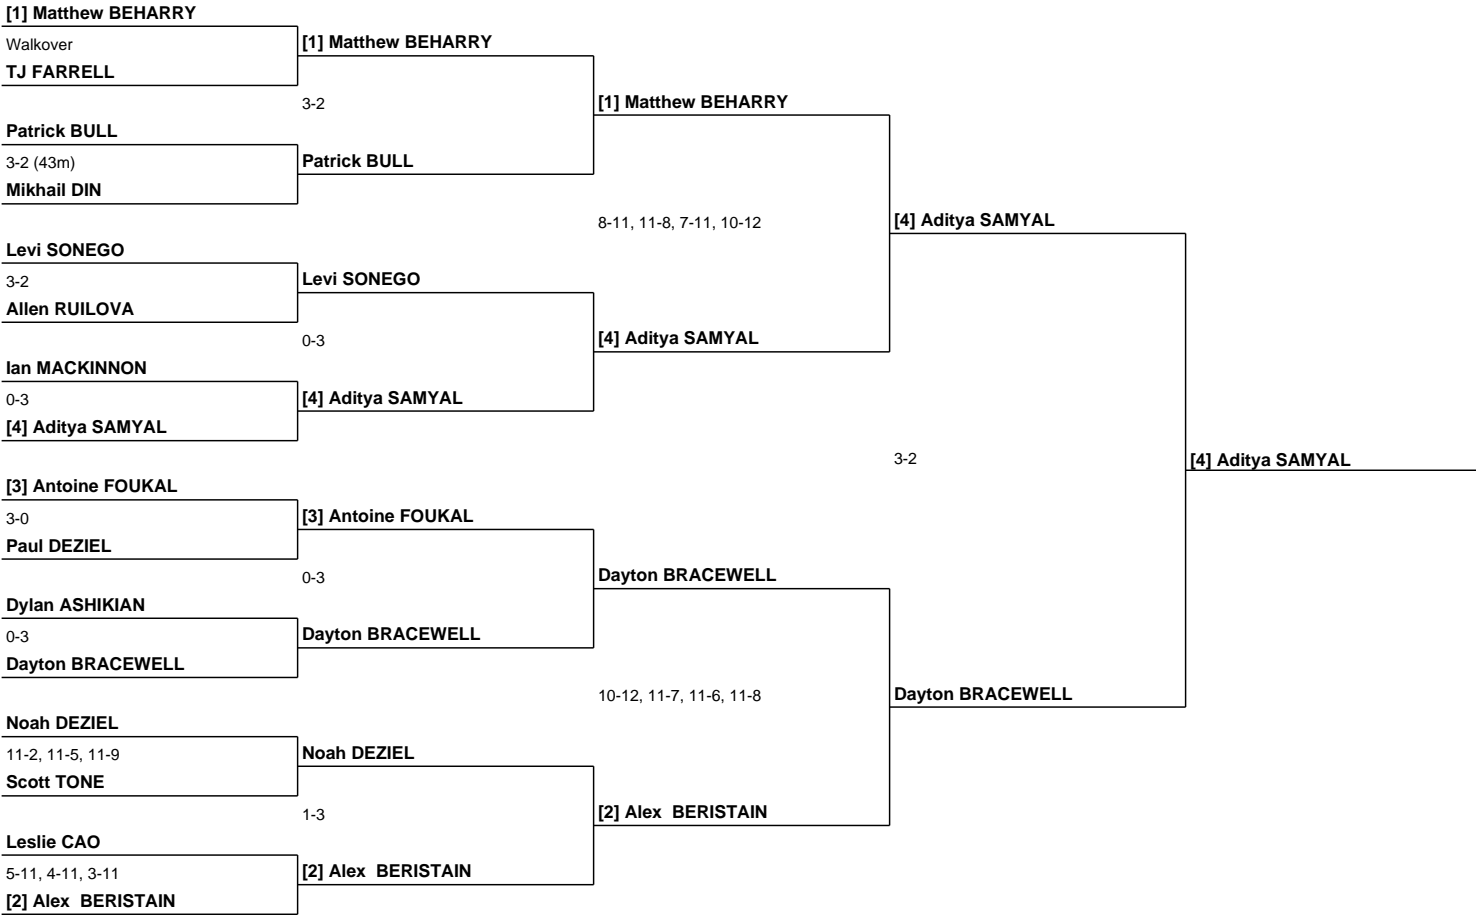 [1] Matthew BEHARRY
Walkover
TJ FARRELL
[1] Matthew BEHARRY
3-2
Patrick BULL
3-2 (43m)
Mikhail DIN
Patrick BULL
[1] Matthew BEHARRY
8-11, 11-8, 7-11, 10-12
Levi SONEGO
3-2
Allen RUILOVA
Levi SONEGO
0-3
Ian MACKINNON
0-3
[4] Aditya SAMYAL
[4] Aditya SAMYAL
[4] Aditya SAMYAL
[4] Aditya SAMYAL
3-2
[4] Aditya SAMYAL
[3] Antoine FOUKAL
3-0
Paul DEZIEL
[3] Antoine FOUKAL
0-3
Dylan ASHIKIAN
0-3
Dayton BRACEWELL
Dayton BRACEWELL
Dayton BRACEWELL
10-12, 11-7, 11-6, 11-8
Dayton BRACEWELL
Noah DEZIEL
11-2, 11-5, 11-9
Scott TONE
Noah DEZIEL
1-3
Leslie CAO
5-11, 4-11, 3-11
[2] Alex BERISTAIN
[2] Alex BERISTAIN
[2] Alex BERISTAIN